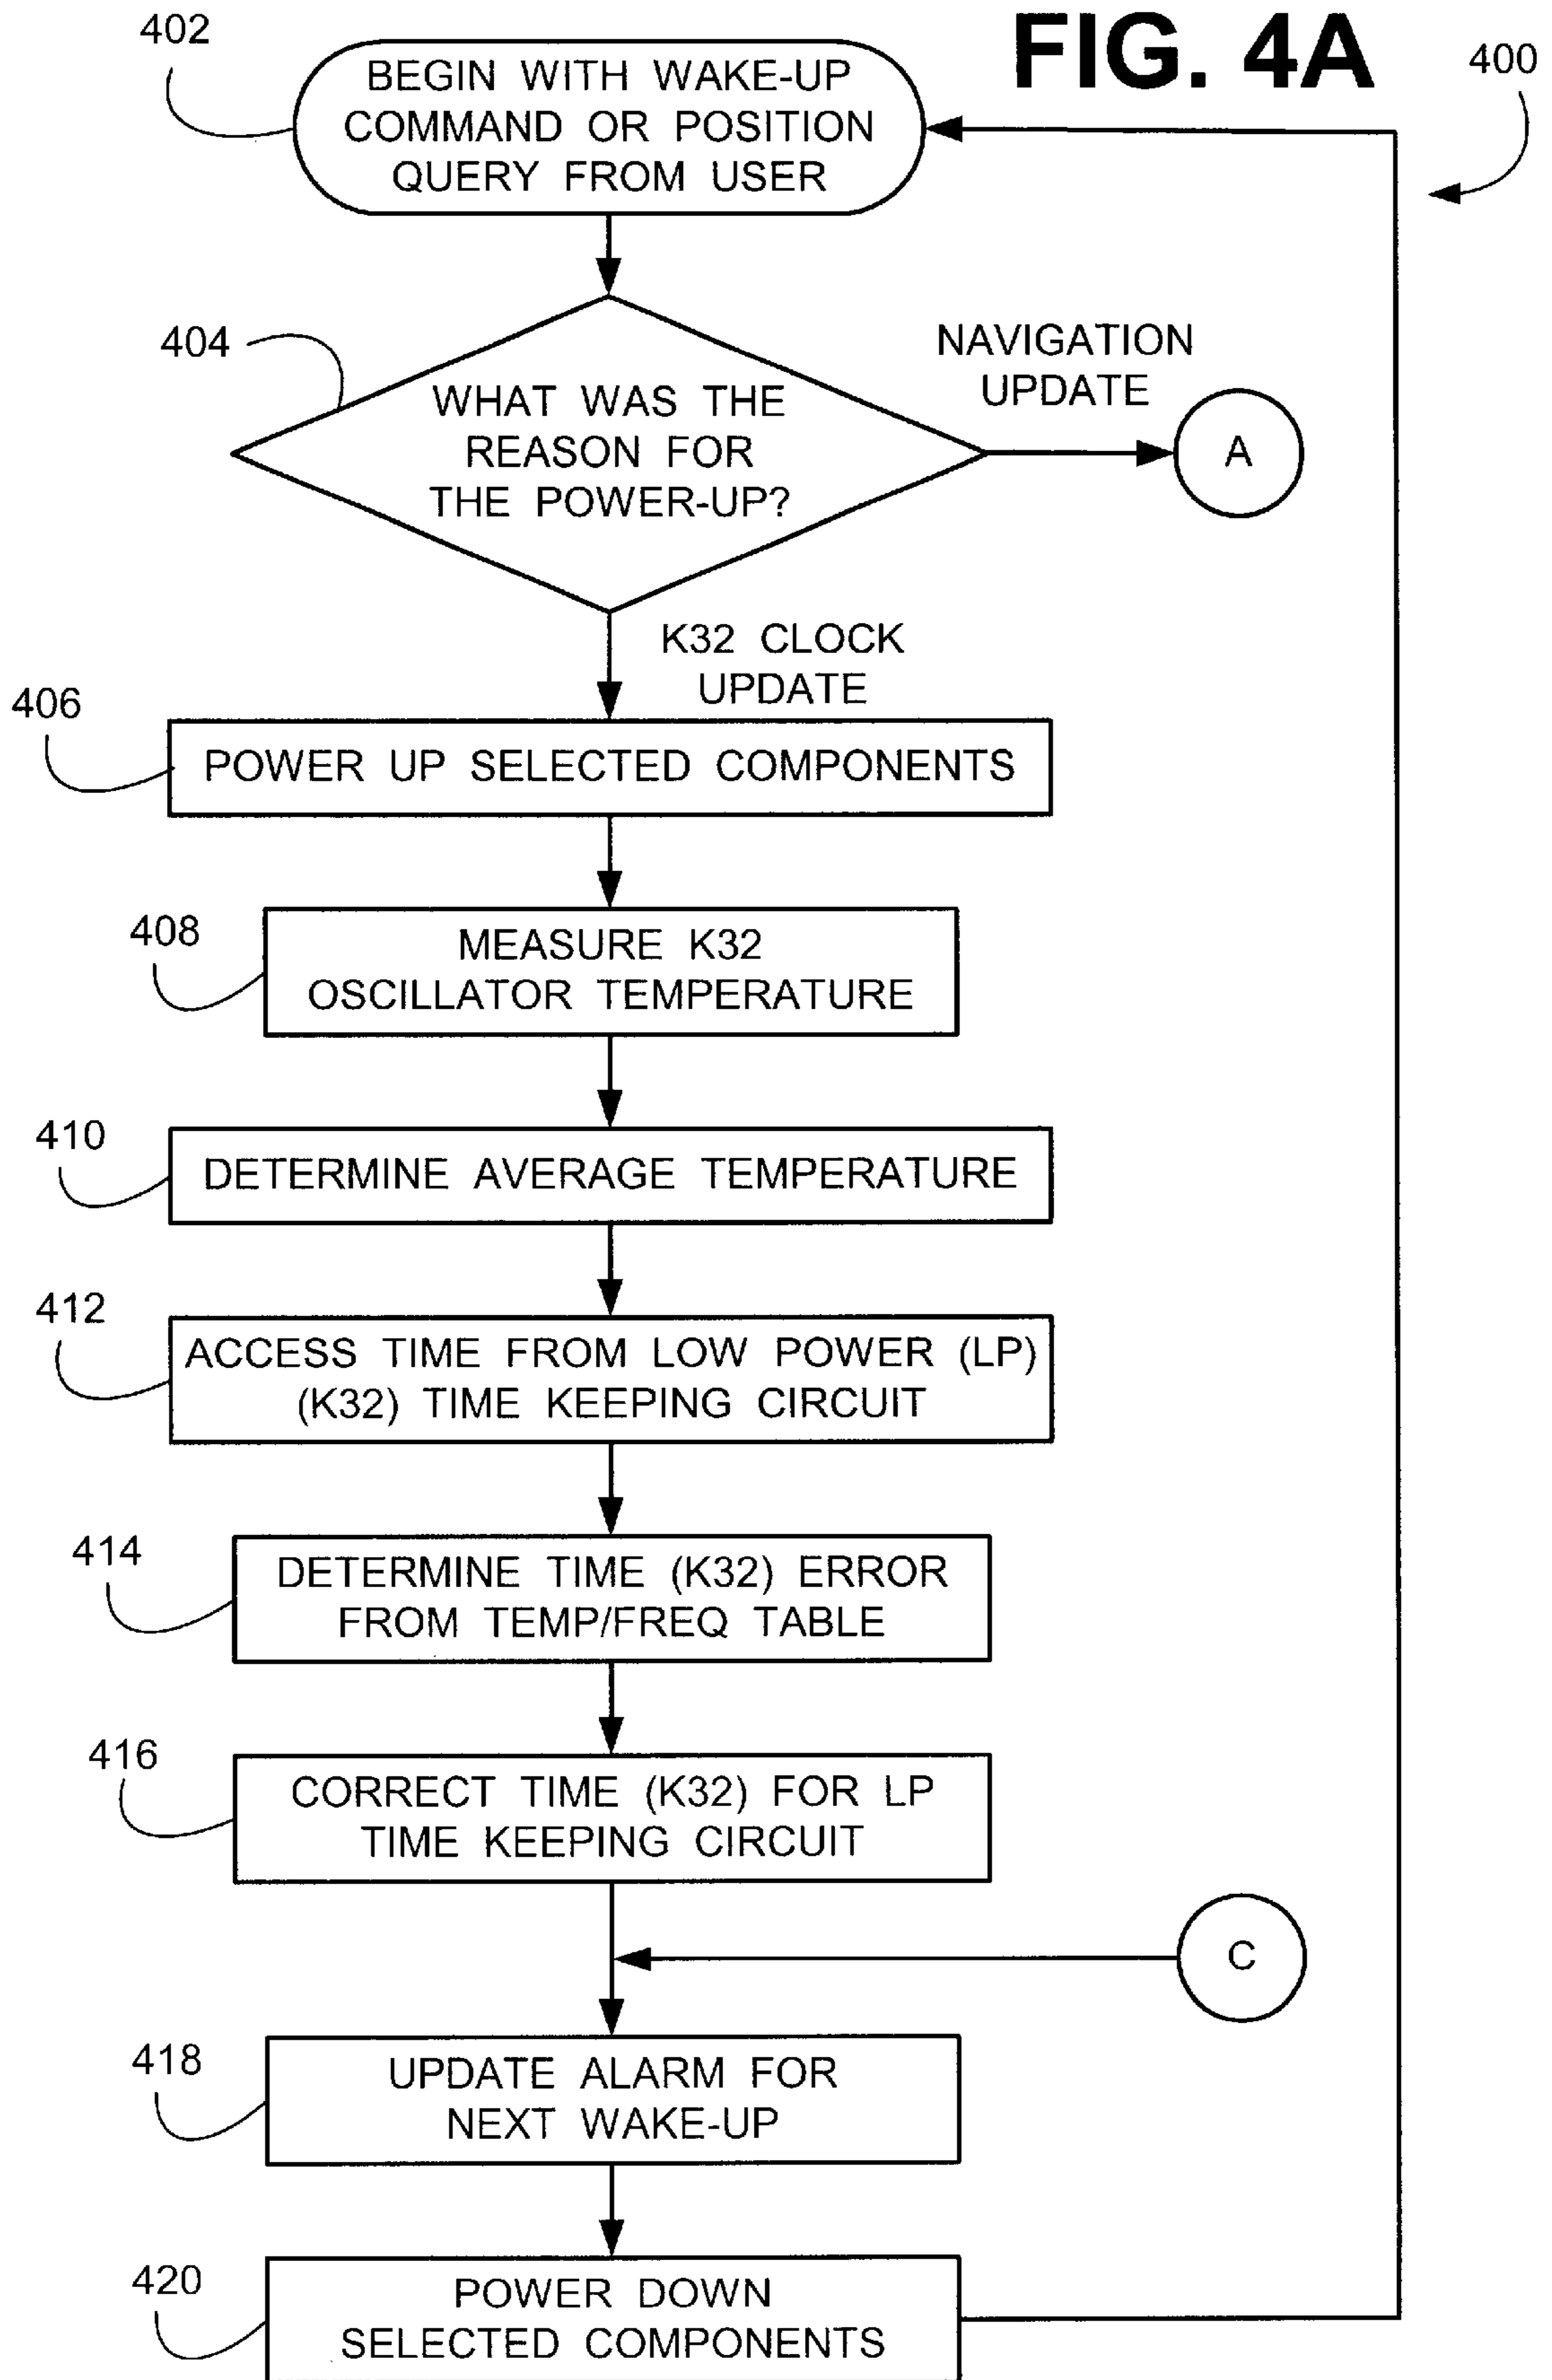 FIG. 4A
400
402
BEGIN WITH WAKE-UP
COMMAND OR POSITION
QUERY FROM USER
404
WHAT WAS THE
REASON FOR
THE POWER-UP?
NAVIGATION
UPDATE
A
K32 CLOCK
UPDATE
406
POWER UP SELECTED COMPONENTS
408
MEASURE K32
OSCILLATOR TEMPERATURE
410
DETERMINE AVERAGE TEMPERATURE
412
ACCESS TIME FROM LOW POWER (LP)
(K32) TIME KEEPING CIRCUIT
414
DETERMINE TIME (K32) ERROR
FROM TEMP/FREQ TABLE
416
CORRECT TIME (K32) FOR LP
TIME KEEPING CIRCUIT
C
418
UPDATE ALARM FOR
NEXT WAKE-UP
420
POWER DOWN
SELECTED COMPONENTS